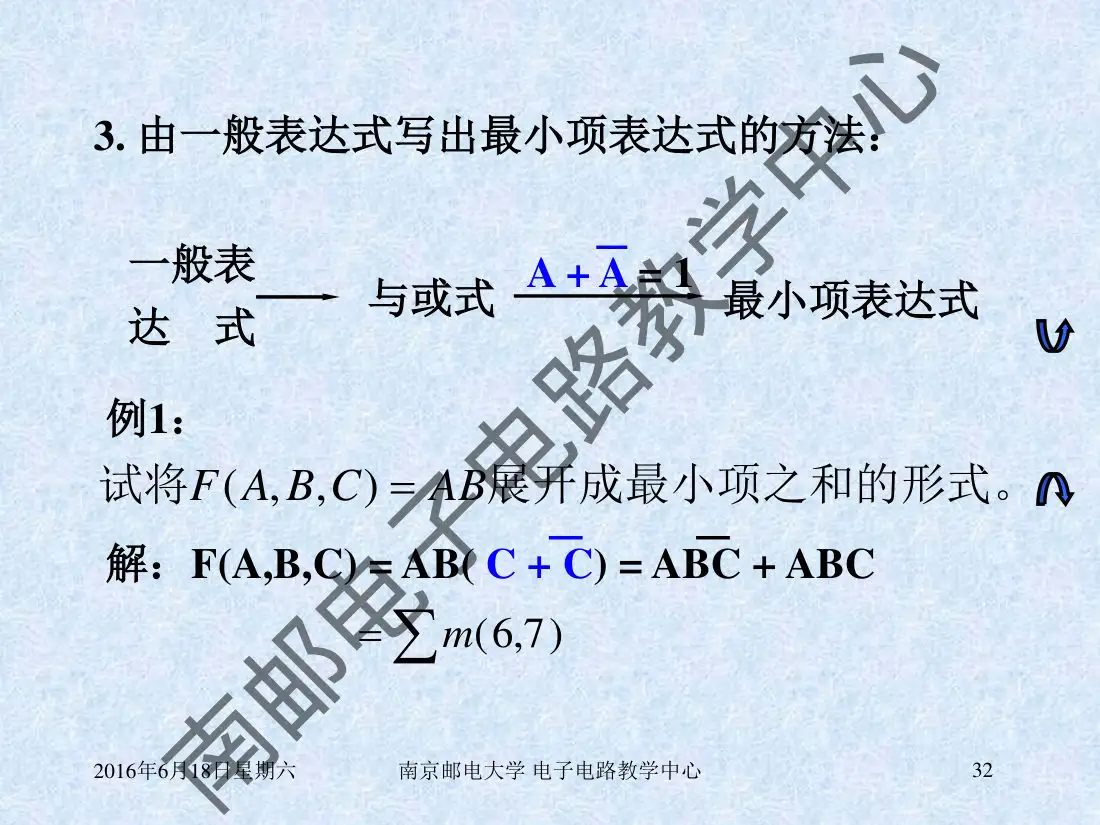 3. 由一般表达式写出最小项表达式的方法：
一般表
达 式
与或式
A + A̅ = 1
最小项表达式
例1：
试将F(A,B,C) = AB展开成最小项之和的形式。
解：F(A,B,C) = AB( C + C̅) = ABC̅ + ABC
=∑m(6,7)
2016年6月18日星期六
南京邮电大学 电子电路教学中心
32
南邮电子电路教学中心